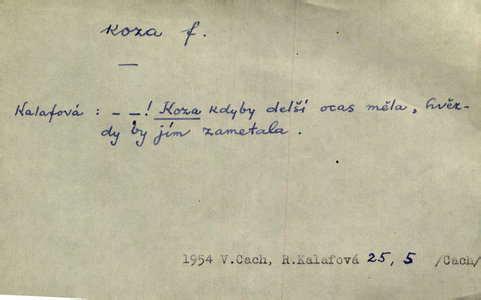 koza f.
—
Kalafová : – – ! Koza kdyby delší ocas měla, hvěz-
dy by jím zametala.
1954 V.Cach, R.Kalafová 25, 5 /Cach/